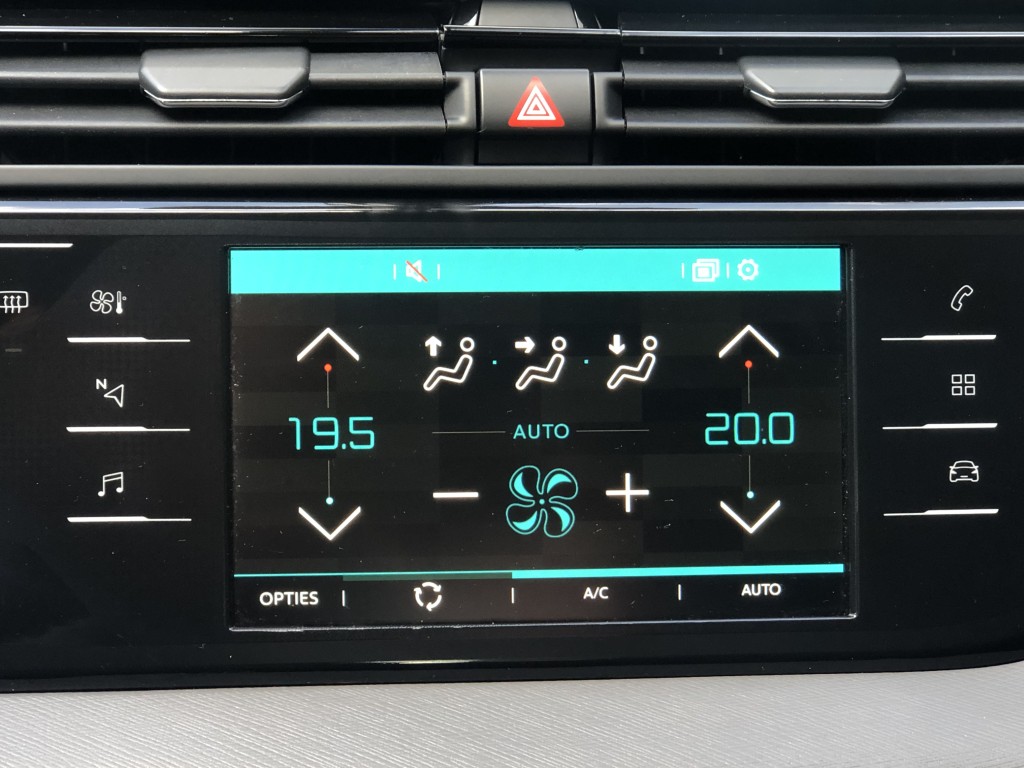 N
19.5
AUTO
20.0
OPTIES
A/C
AUTO